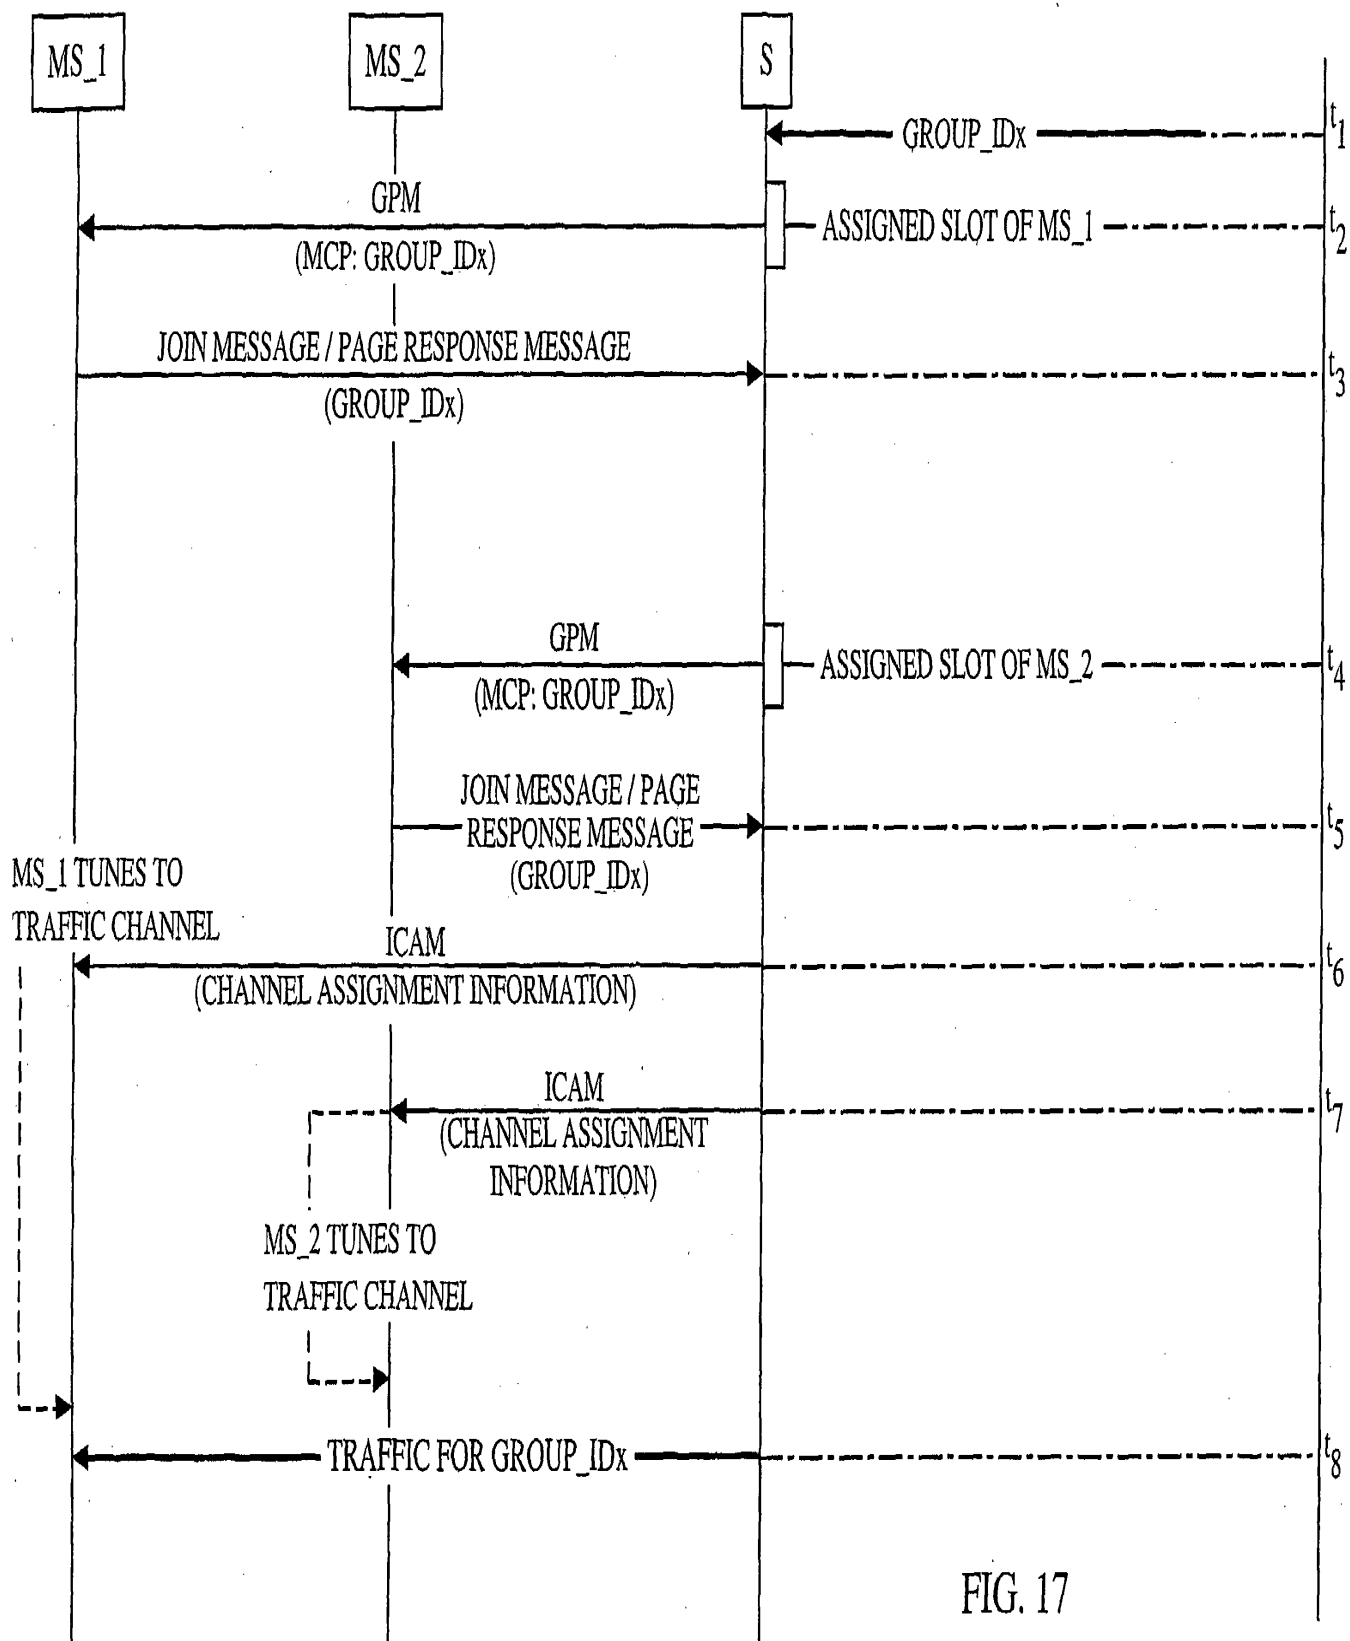 MS_1
MS_2
S
GROUP_IDx
t1
GPM
ASSIGNED SLOT OF MS_1
t2
(MCP: GROUP_IDx)
JOIN MESSAGE / PAGE RESPONSE MESSAGE
t3
(GROUP_IDx)
GPM
ASSIGNED SLOT OF MS_2
t4
(MCP: GROUP_IDx)
JOIN MESSAGE / PAGE
RESPONSE MESSAGE
t5
(GROUP_IDx)
MS_1 TUNES TO
TRAFFIC CHANNEL
ICAM
t6
(CHANNEL ASSIGNMENT INFORMATION)
ICAM
t7
(CHANNEL ASSIGNMENT
INFORMATION)
MS_2 TUNES TO
TRAFFIC CHANNEL
TRAFFIC FOR GROUP_IDx
t8
FIG. 17